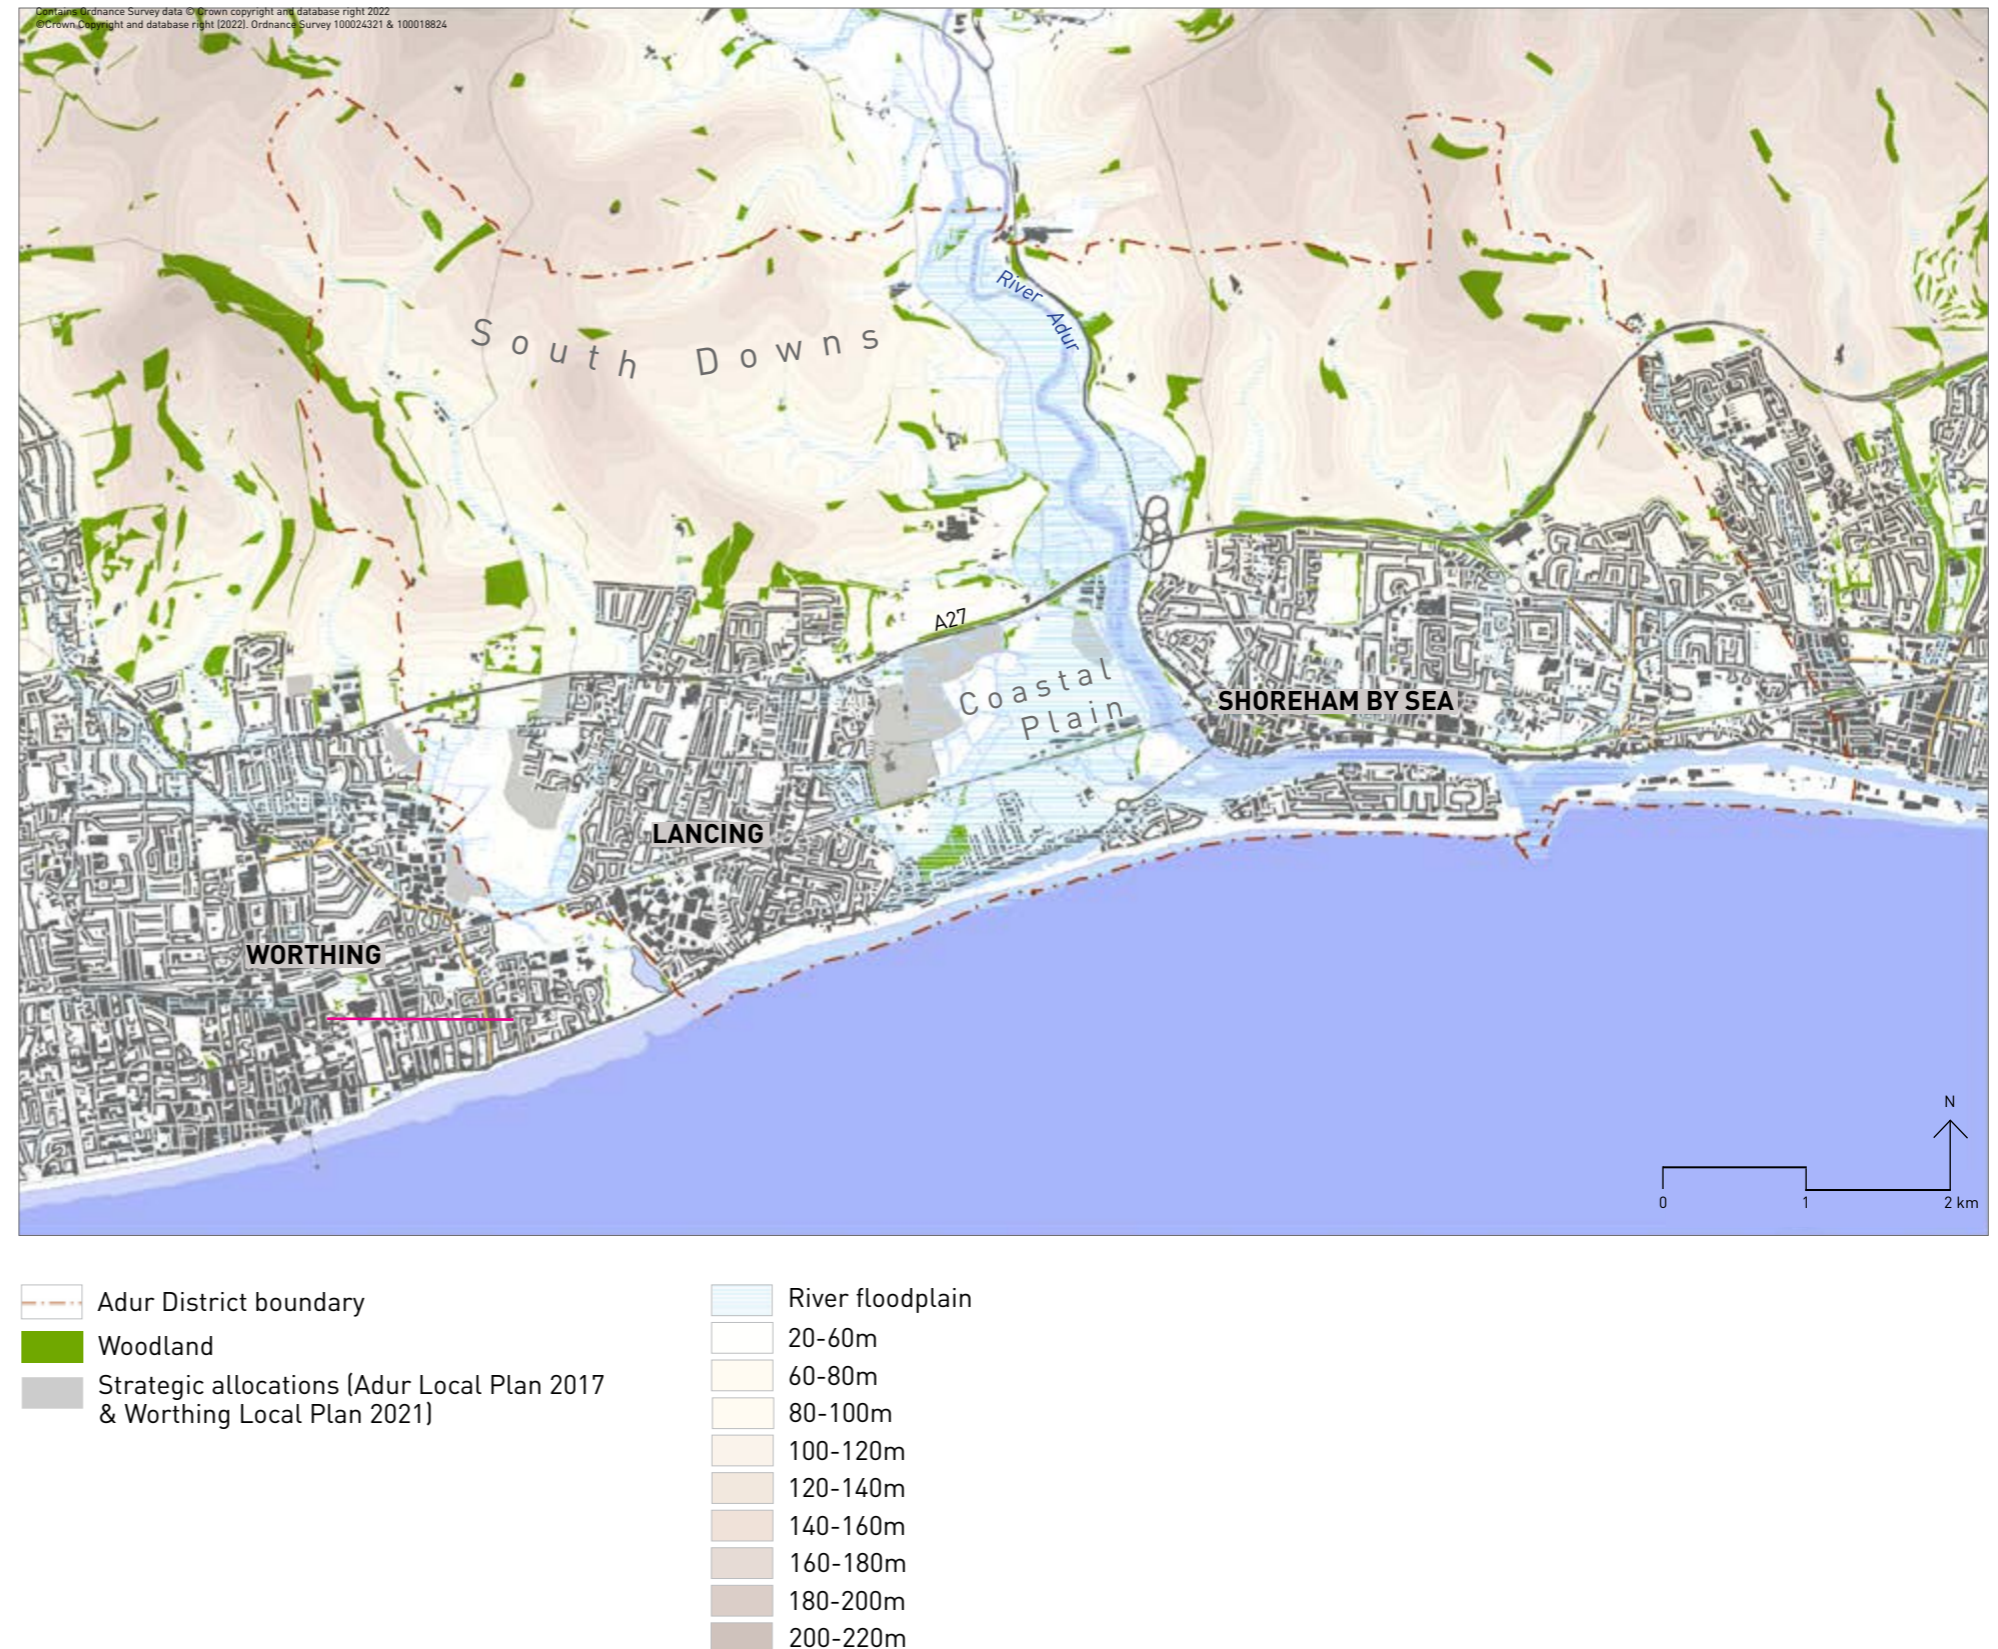 Contains Ordnance Survey data © Crown copyright and database right 2022
©Crown Copyright and database right (2022). Ordnance Survey 100024321 & 100018824
River Adur
South Downs
A27
Coastal
Plain
SHOREHAM BY SEA
LANCING
WORTHING
N
0 1 2 km
Adur District boundary
Woodland
Strategic allocations (Adur Local Plan 2017
& Worthing Local Plan 2021)
River floodplain
20-60m
60-80m
80-100m
100-120m
120-140m
140-160m
160-180m
180-200m
200-220m